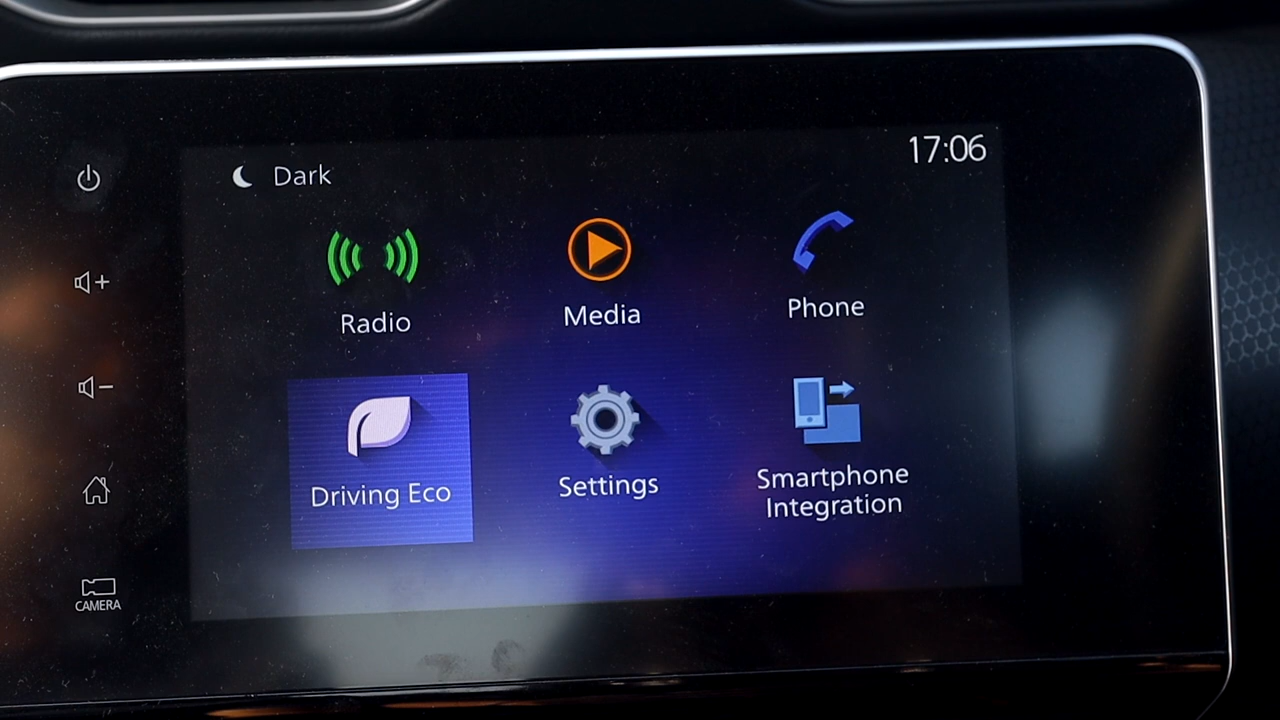 Dark
17:06
Radio
Media
Phone
Driving Eco
Settings
Smartphone
Integration
CAMERA